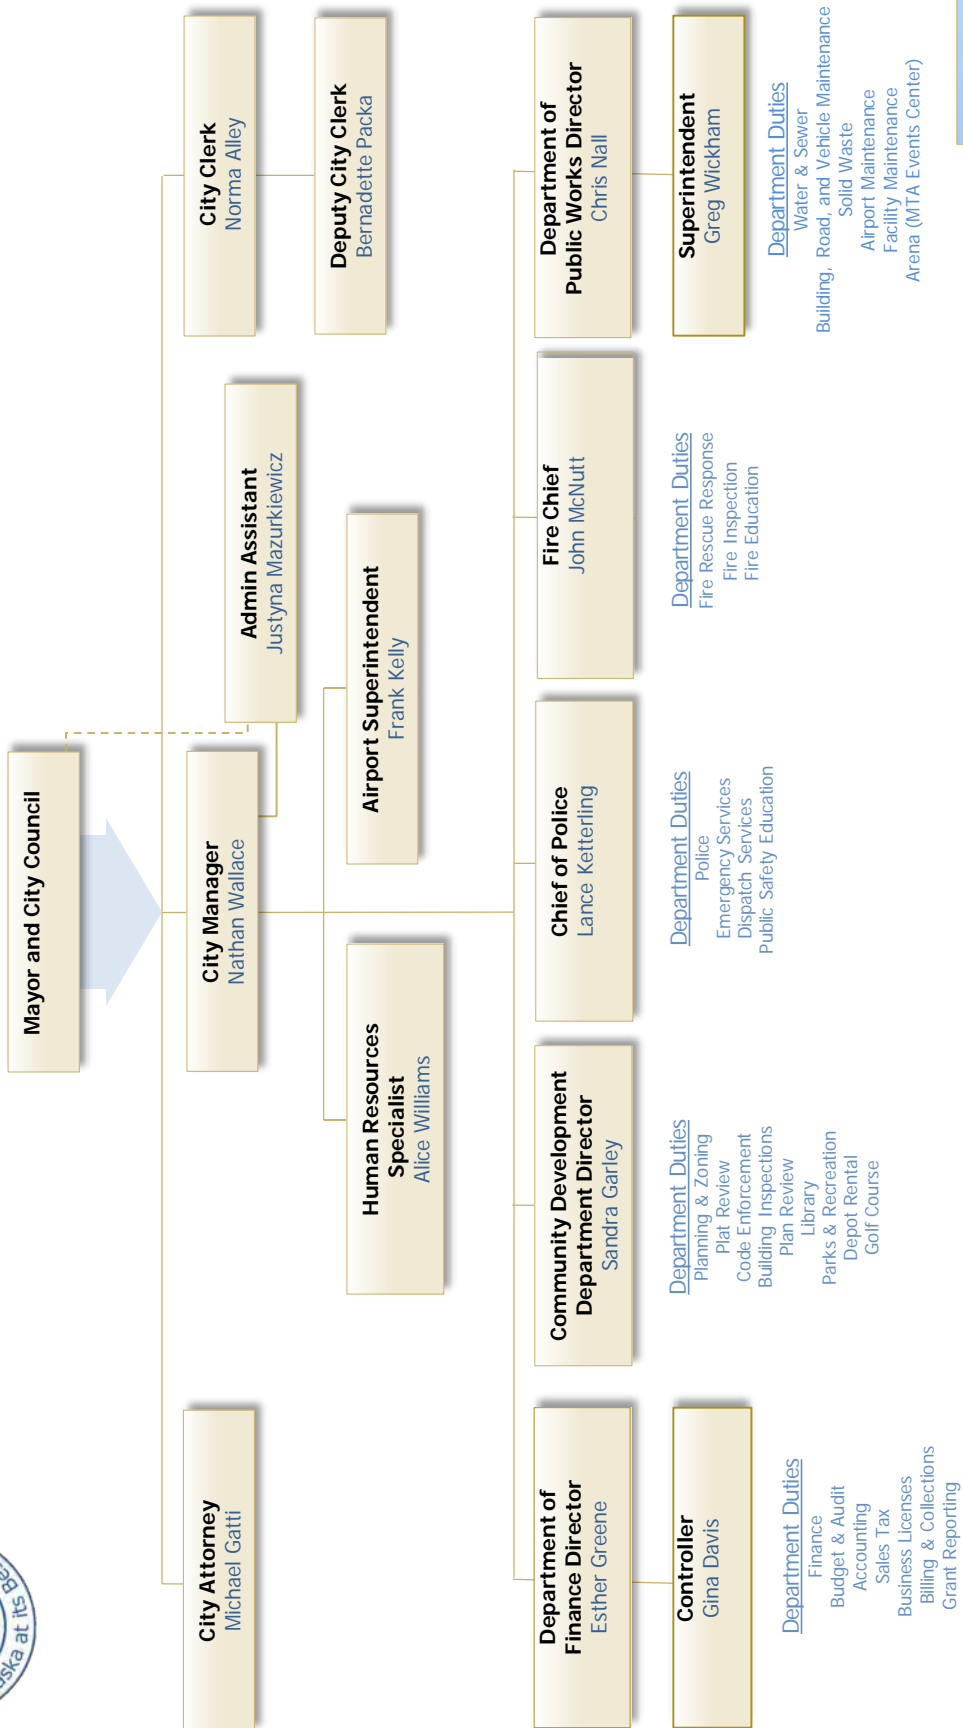 aska at its Be
Mayor and City Council
City Attorney
Michael Gatti
City Manager
Nathan Wallace
Admin Assistant
Justyna Mazurkiewicz
City Clerk
Norma Alley
Deputy City Clerk
Bernadette Packa
Human Resources
Specialist
Alice Williams
Airport Superintendent
Frank Kelly
Department of
Finance Director
Esther Greene
Controller
Gina Davis
Department Duties
Finance
Budget & Audit
Accounting
Sales Tax
Business Licenses
Billing & Collections
Grant Reporting
Community Development
Department Director
Sandra Garley
Department Duties
Planning & Zoning
Plat Review
Code Enforcement
Building Inspections
Plan Review
Library
Parks & Recreation
Depot Rental
Golf Course
Chief of Police
Lance Ketterling
Department Duties
Police
Emergency Services
Dispatch Services
Public Safety Education
Fire Chief
John McNutt
Department Duties
Fire Rescue Response
Fire Inspection
Fire Education
Department of
Public Works Director
Chris Nall
Superintendent
Greg Wickham
Department Duties
Water & Sewer
Building, Road, and Vehicle Maintenance
Solid Waste
Airport Maintenance
Facility Maintenance
Arena (MTA Events Center)